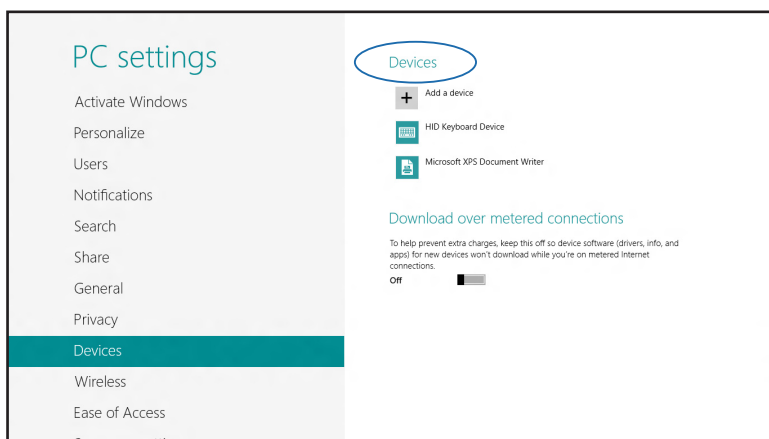 PC settings
Activate Windows
Personalize
Users
Notifications
Search
Share
General
Privacy
Devices
Wireless
Ease of Access
Devices
Add a device
HID Keyboard Device
Microsoft XPS Document Writer
Download over metered connections
To help prevent extra charges, keep this off so device software (drivers, info, and
apps) for new devices won't download while you're on metered Internet
connections.
Off